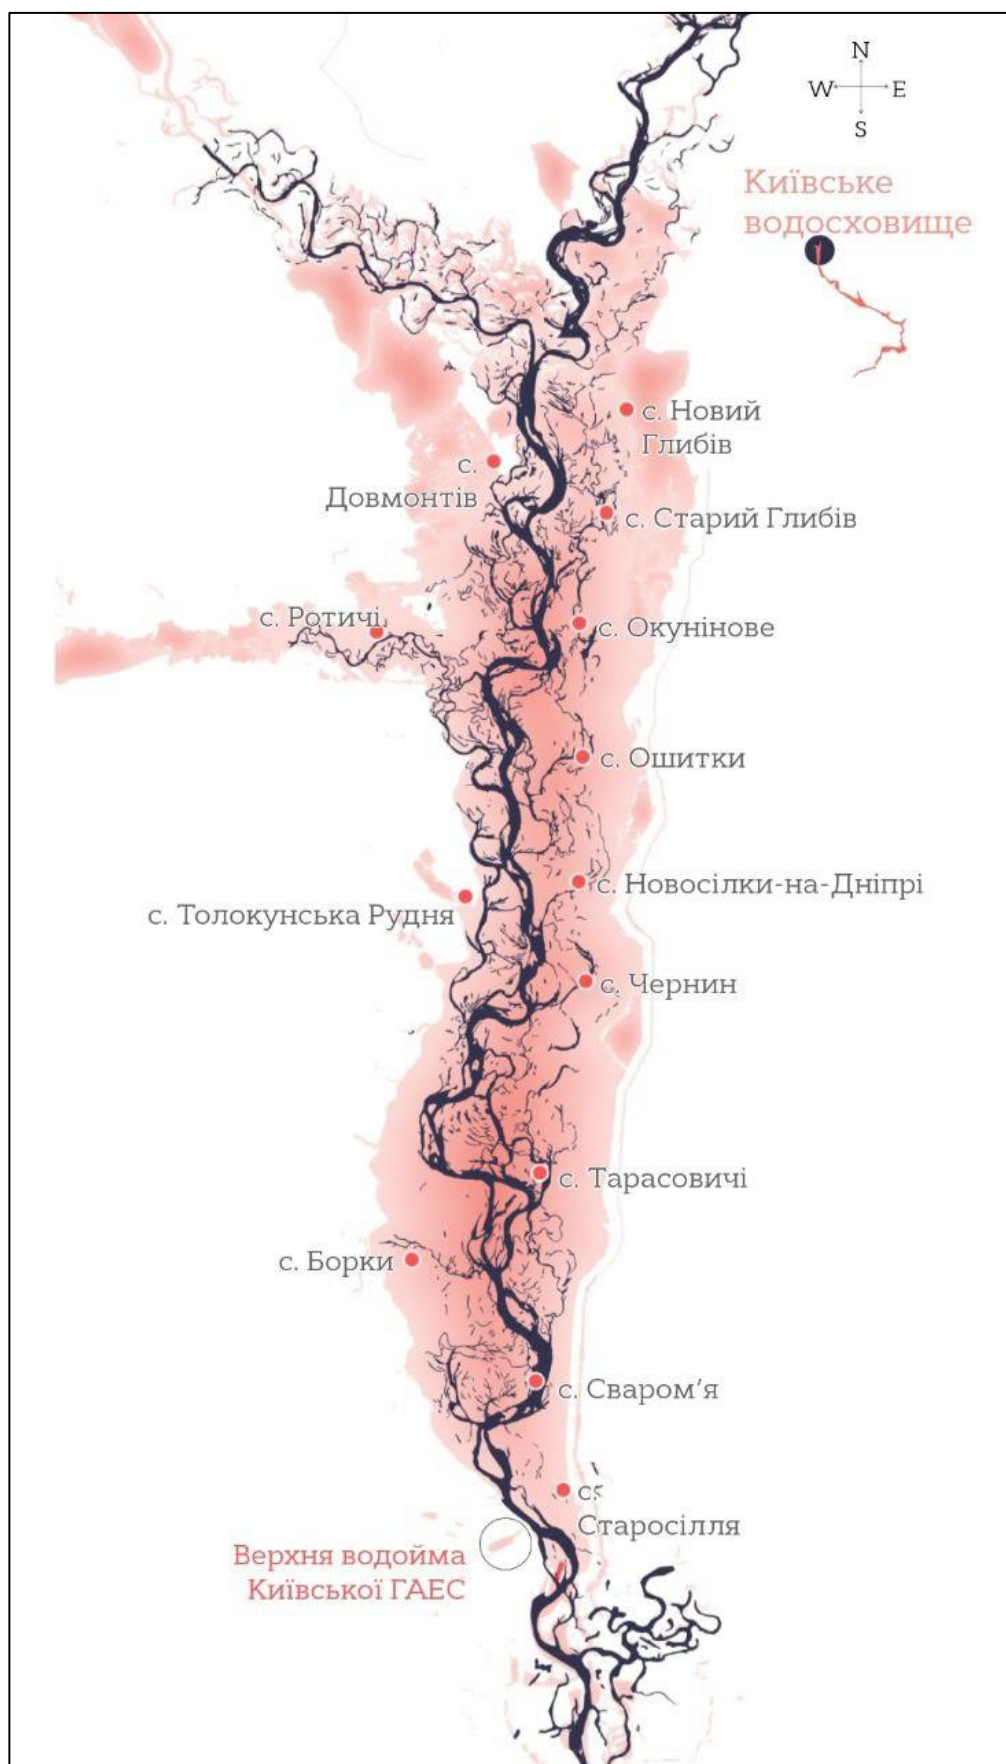 N
W E
S
Київське
водосховище
с. Новий
Глибів
с.
Довмонтів
с. Старий Глибів
с. Ротичі
с. Окунінове
с. Ошитки
с. Новосілки-на-Дніпрі
с. Толокунська Рудня
с. Чернин
с. Тарасовичі
с. Борки
с. Сваром’я
с.
Старосілля
Верхня водойма
Київської ГАЕС